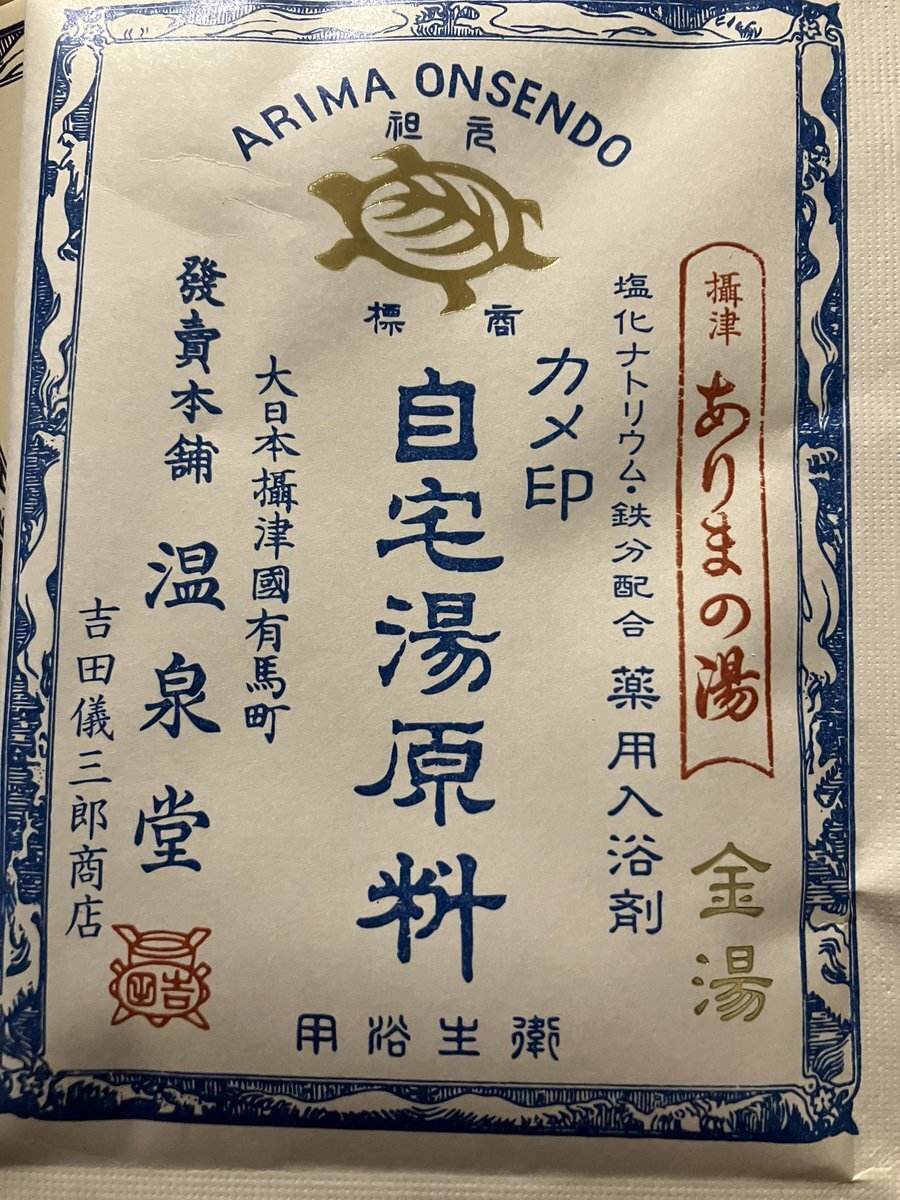 ARIMA ONSENDO
元祖
商標
攝津 ありまの湯
金湯
塩化ナトリウム・鉄分配合 薬用入浴剤
カメ印
自宅湯原料
大日本攝津國有馬町
發賣本舗 温泉堂
吉田儀三郎商店
吉田
衛生浴用